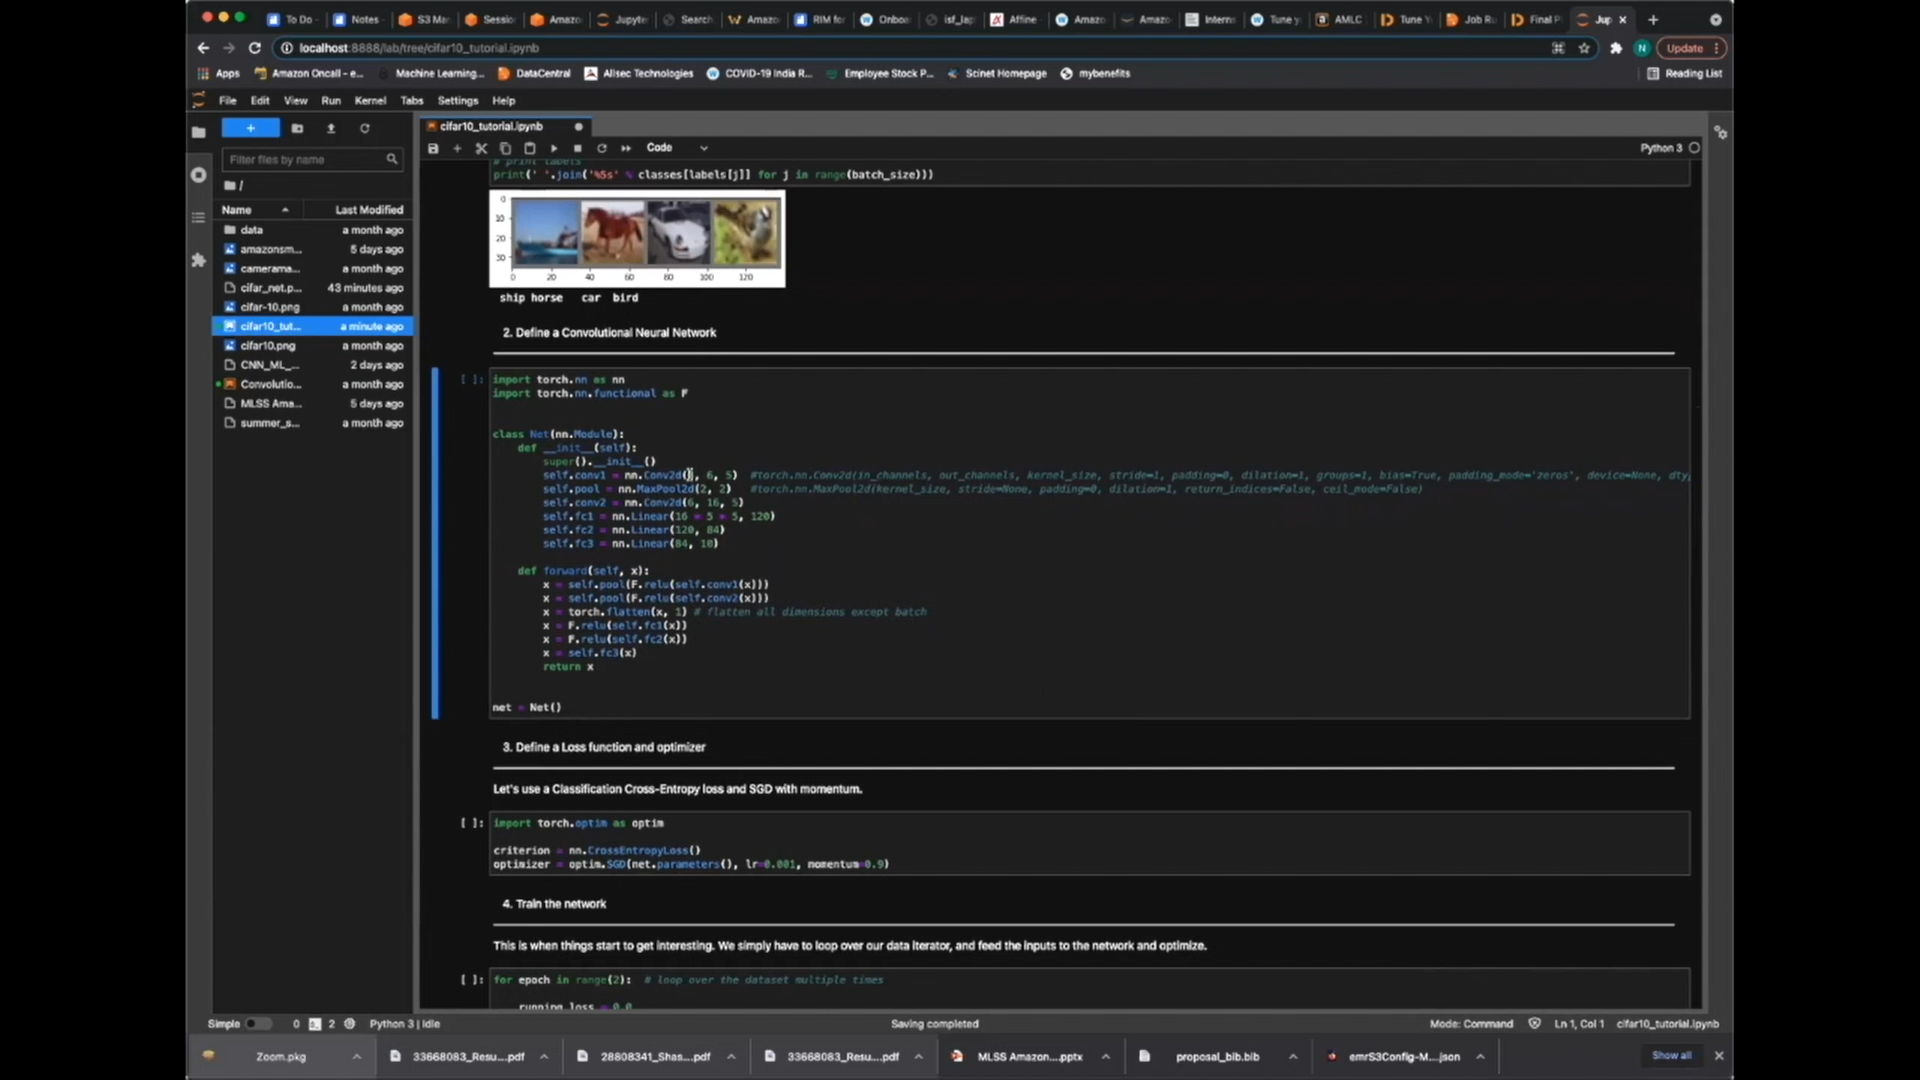 To Do
Notes
S3 Ma
Sessio
Amazo
Jupyte
Search
Amazo
RIM for
Onboa
isf_lap
Affine
Amazo
Amazo
Intern
Tune y
AMLC
Tune Y
Job Ru
Final P
Jup
localhost:8888/lab/tree/cifar10_tutorial.ipynb
N
Update
Apps
Amazon Oncall – e...
Machine Learning...
DataCentral
Allsec Technologies
COVID-19 India R...
Employee Stock P...
Scinet Homepage
mybenefits
Reading List
File Edit View Run Kernel Tabs Settings Help
cifar10_tutorial.ipynb
Filter files by name
Code
Python 3
/
Name Last Modified
data a month ago
amazonsm... 5 days ago
camerama... a month ago
cifar_net.p... 43 minutes ago
cifar-10.png a month ago
cifar10_tut... a minute ago
cifar10.png a month ago
CNN_ML_... 2 days ago
Convolutio... a month ago
MLSS Ama... 5 days ago
summer_s... a month ago
# print labels
print(' '.join('%5s' % classes[labels[j]] for j in range(batch_size)))
0
10
20
30
0 20 40 60 80 100 120
ship horse car bird
2. Define a Convolutional Neural Network
[ ]: import torch.nn as nn
import torch.nn.functional as F
class Net(nn.Module):
def __init__(self):
super().__init__()
self.conv1 = nn.Conv2d( , 6, 5) #torch.nn.Conv2d(in_channels, out_channels, kernel_size, stride=1, padding=0, dilation=1, groups=1, bias=True, padding_mode='zeros', device=None, dty
self.pool = nn.MaxPool2d(2, 2) #torch.nn.MaxPool2d(kernel_size, stride=None, padding=0, dilation=1, return_indices=False, ceil_mode=False)
self.conv2 = nn.Conv2d(6, 16, 5)
self.fc1 = nn.Linear(16 * 5 * 5, 120)
self.fc2 = nn.Linear(120, 84)
self.fc3 = nn.Linear(84, 10)
def forward(self, x):
x = self.pool(F.relu(self.conv1(x)))
x = self.pool(F.relu(self.conv2(x)))
x = torch.flatten(x, 1) # flatten all dimensions except batch
x = F.relu(self.fc1(x))
x = F.relu(self.fc2(x))
x = self.fc3(x)
return x
net = Net()
3. Define a Loss function and optimizer
Let's use a Classification Cross-Entropy loss and SGD with momentum.
[ ]: import torch.optim as optim
criterion = nn.CrossEntropyLoss()
optimizer = optim.SGD(net.parameters(), lr=0.001, momentum=0.9)
4. Train the network
This is when things start to get interesting. We simply have to loop over our data iterator, and feed the inputs to the network and optimize.
[ ]: for epoch in range(2): # loop over the dataset multiple times
running_loss = 0.0
Simple 0 2 Python 3 | Idle Saving completed Mode: Command Ln 1, Col 1 cifar10_tutorial.ipynb
Zoom.pkg
33668083_Resu....pdf
28808341_Shas....pdf
33668083_Resu....pdf
MLSS Amazon....pptx
proposal_bib.bib
emrS3Config-M....json
Show all